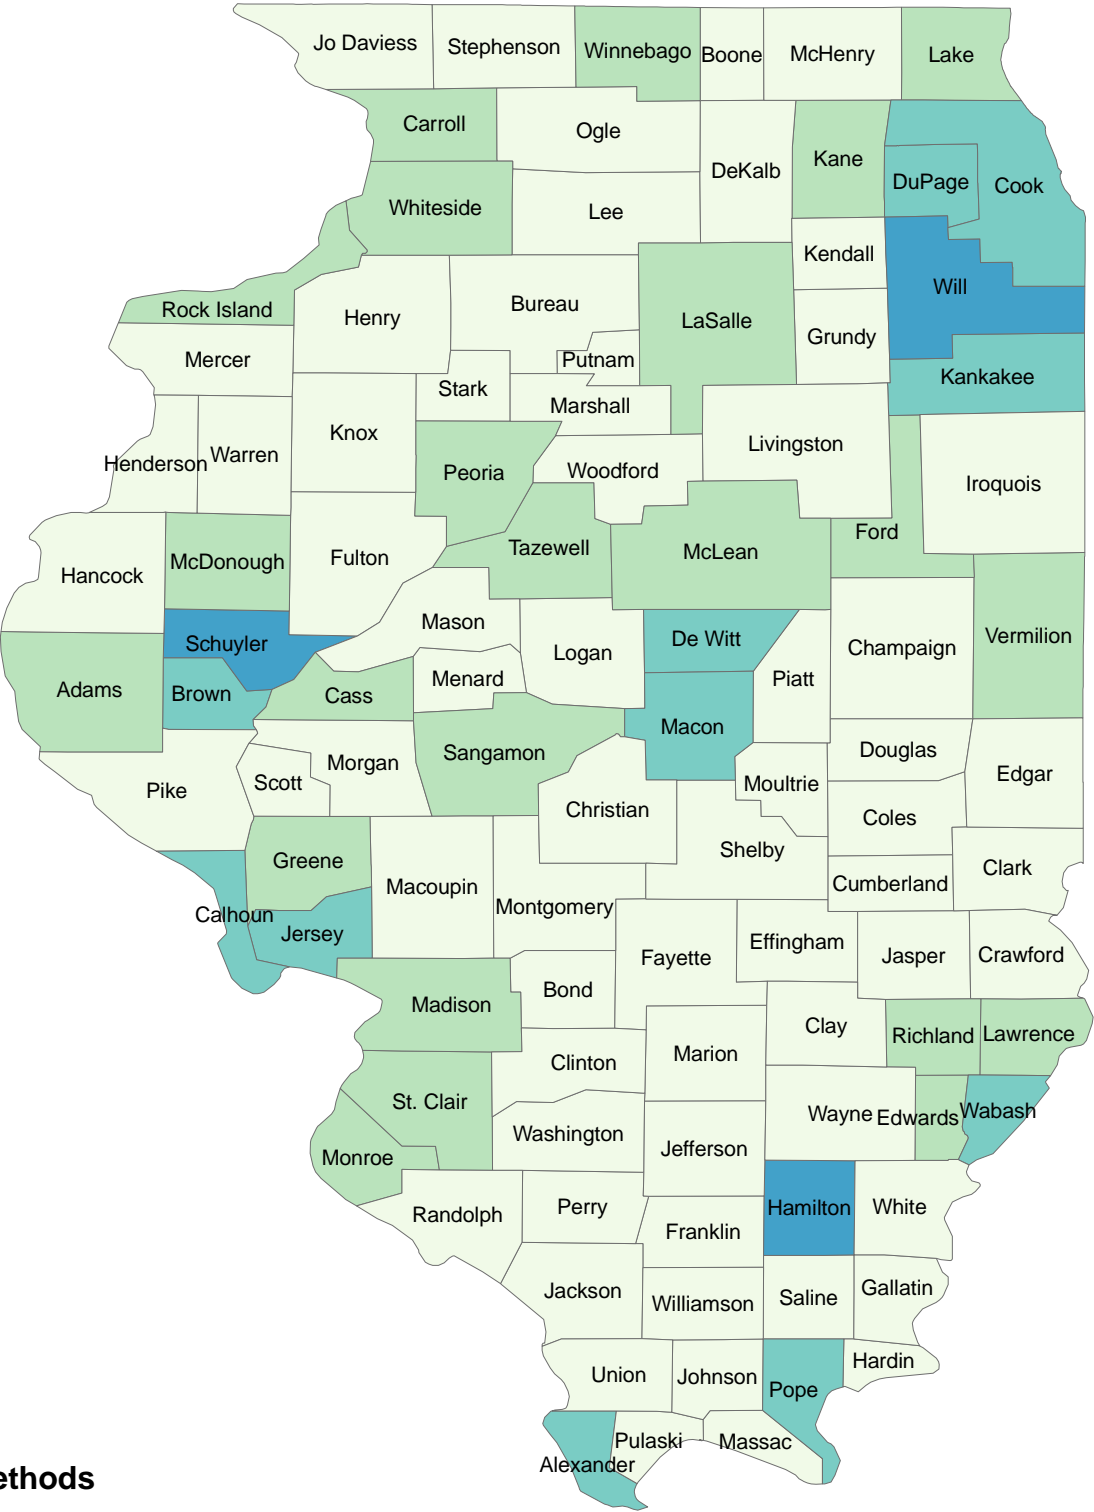 Jo Daviess
Stephenson
Winnebago
Boone
McHenry
Lake
Carroll
Ogle
DeKalb
Kane
DuPage
Cook
Whiteside
Lee
Kendall
Will
Rock Island
Henry
Bureau
LaSalle
Grundy
Mercer
Putnam
Kankakee
Stark
Marshall
Knox
Livingston
Henderson
Warren
Peoria
Woodford
Iroquois
Ford
Hancock
McDonough
Fulton
Tazewell
McLean
Schuyler
Mason
Logan
De Witt
Champaign
Vermilion
Adams
Brown
Cass
Menard
Piatt
Macon
Sangamon
Douglas
Edgar
Pike
Scott
Morgan
Moultrie
Christian
Coles
Shelby
Greene
Macoupin
Montgomery
Cumberland
Clark
Calhoun
Jersey
Fayette
Effingham
Jasper
Crawford
Madison
Bond
Clay
Richland
Lawrence
Clinton
Marion
St. Clair
Wayne
Edwards
Wabash
Washington
Jefferson
Monroe
Randolph
Perry
Hamilton
White
Franklin
Jackson
Williamson
Saline
Gallatin
Union
Johnson
Pope
Hardin
Pulaski
Massac
Alexander
ethods